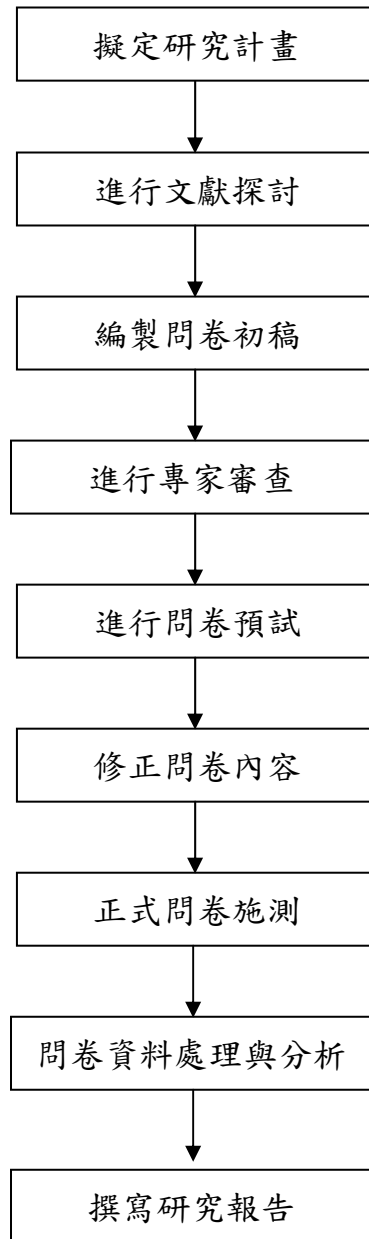 擬定研究計畫
進行文獻探討
編製問卷初稿
進行專家審查
進行問卷預試
修正問卷內容
正式問卷施測
問卷資料處理與分析
撰寫研究報告